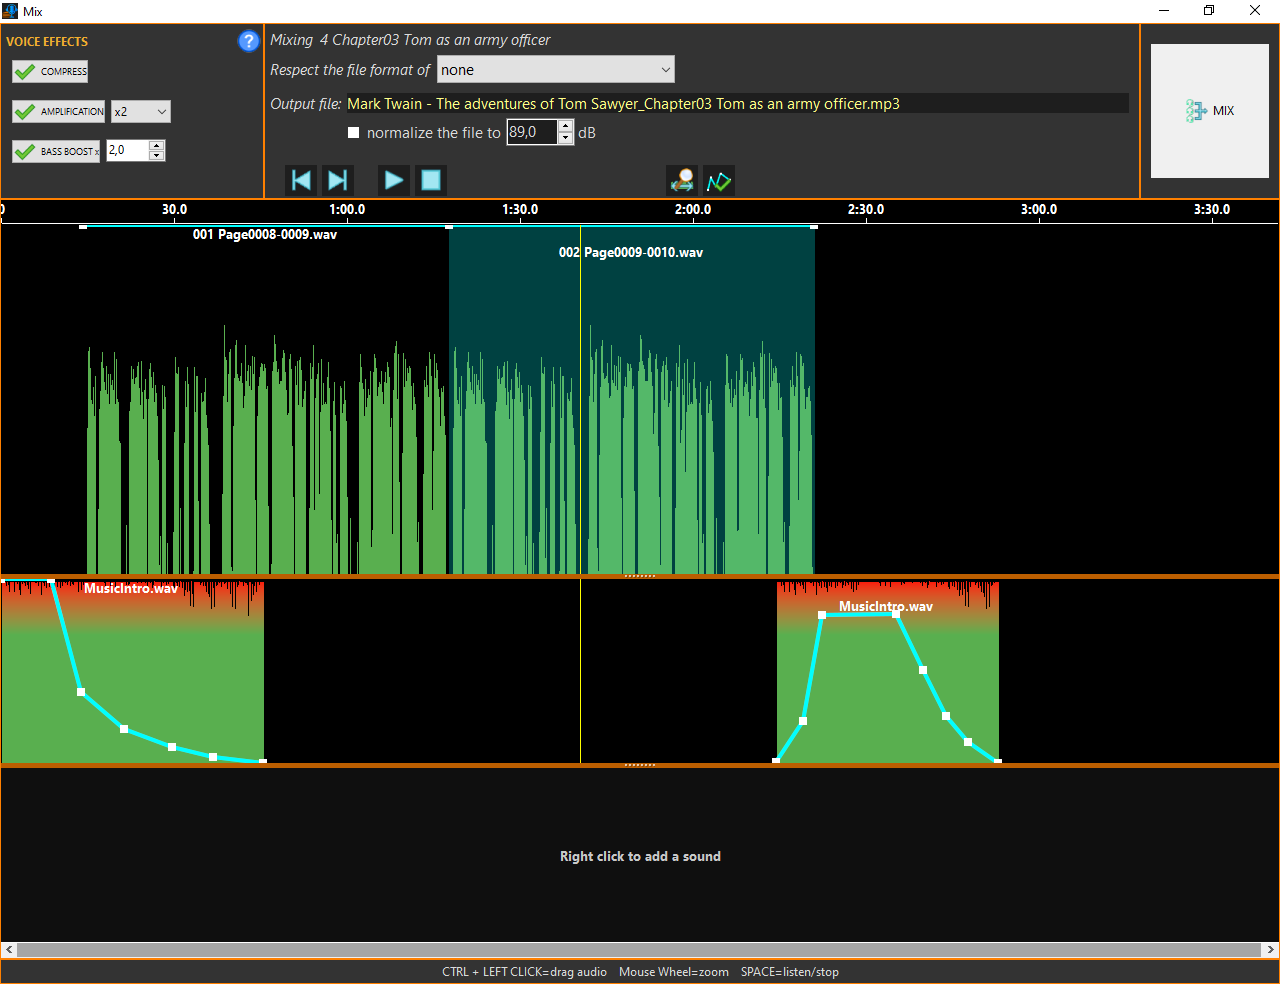 Mix
VOICE EFFECTS
?
COMPRESS
AMPLIFICATION
x2
BASS BOOST x
2,0
Mixing 4 Chapter03 Tom as an army officer
Respect the file format of none
Output file: Mark Twain - The adventures of Tom Sawyer_Chapter03 Tom as an army officer.mp3
normalize the file to 89,0 dB
MIX
0 30.0 1:00.0 1:30.0 2:00.0 2:30.0 3:00.0 3:30.0
001 Page0008-0009.wav
002 Page0009-0010.wav
MusicIntro.wav
MusicIntro.wav
Right click to add a sound
CTRL + LEFT CLICK=drag audio Mouse Wheel=zoom SPACE=listen/stop